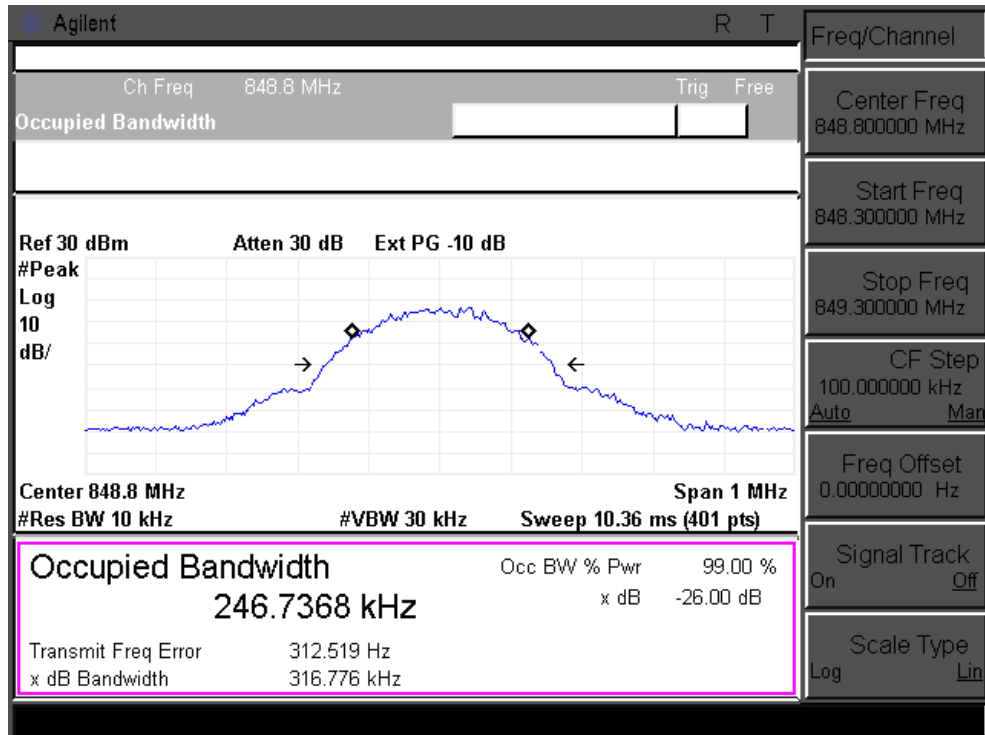 Agilent R T
Freq/Channel
Ch Freq 848.8 MHz Trig Free
Occupied Bandwidth
Center Freq
848.800000 MHz
Start Freq
848.300000 MHz
Stop Freq
849.300000 MHz
CF Step
100.000000 kHz
Auto Man
Freq Offset
0.00000000 Hz
Signal Track
On Off
Scale Type
Log Lin
Ref 30 dBm Atten 30 dB Ext PG -10 dB
#Peak
Log
10
dB/
Center 848.8 MHz Span 1 MHz
#Res BW 10 kHz #VBW 30 kHz Sweep 10.36 ms (401 pts)
Occupied Bandwidth Occ BW % Pwr 99.00 %
246.7368 kHz x dB -26.00 dB
Transmit Freq Error 312.519 Hz
x dB Bandwidth 316.776 kHz